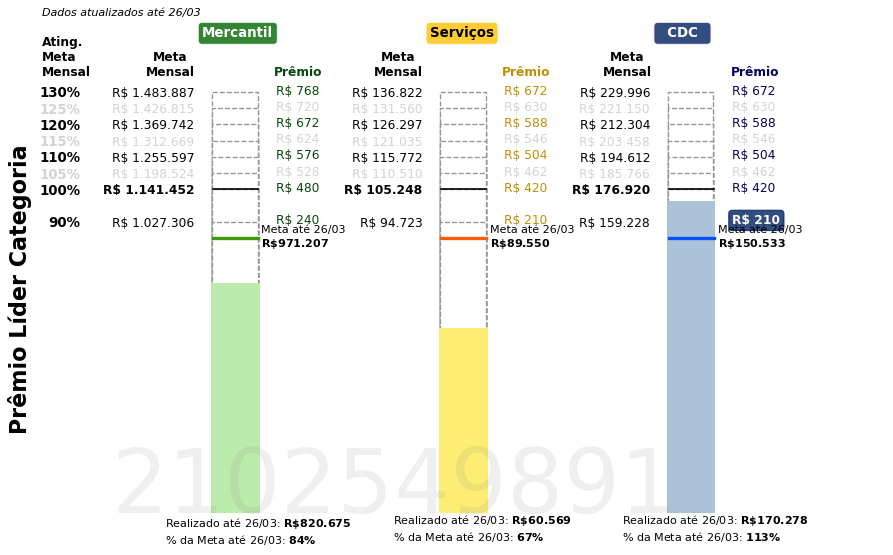 Dados atualizados até 26/03
Mercantil Serviços CDC
Ating. Meta Mensal Meta Mensal Prêmio Meta Mensal Prêmio Meta Mensal Prêmio
130% R$ 1.483.887 R$ 768 R$ 136.822 R$ 672 R$ 229.996 R$ 672
125% R$ 1.426.815 R$ 720 R$ 131.560 R$ 630 R$ 221.150 R$ 630
120% R$ 1.369.742 R$ 672 R$ 126.297 R$ 588 R$ 212.304 R$ 588
115% R$ 1.312.669 R$ 624 R$ 121.035 R$ 546 R$ 203.458 R$ 546
110% R$ 1.255.597 R$ 576 R$ 115.772 R$ 504 R$ 194.612 R$ 504
105% R$ 1.198.524 R$ 528 R$ 110.510 R$ 462 R$ 185.766 R$ 462
100% R$ 1.141.452 R$ 480 R$ 105.248 R$ 420 R$ 176.920 R$ 420
90% R$ 1.027.306 R$ 240 R$ 94.723 R$ 210 R$ 159.228 R$ 210
Meta até 26/03 Meta até 26/03 Meta até 26/03
R$971.207 R$89.550 R$150.533
Prêmio Líder Categoria
2102549891
Realizado até 26/03: R$820.675 Realizado até 26/03: R$60.569 Realizado até 26/03: R$170.278
% da Meta até 26/03: 84% % da Meta até 26/03: 67% % da Meta até 26/03: 113%